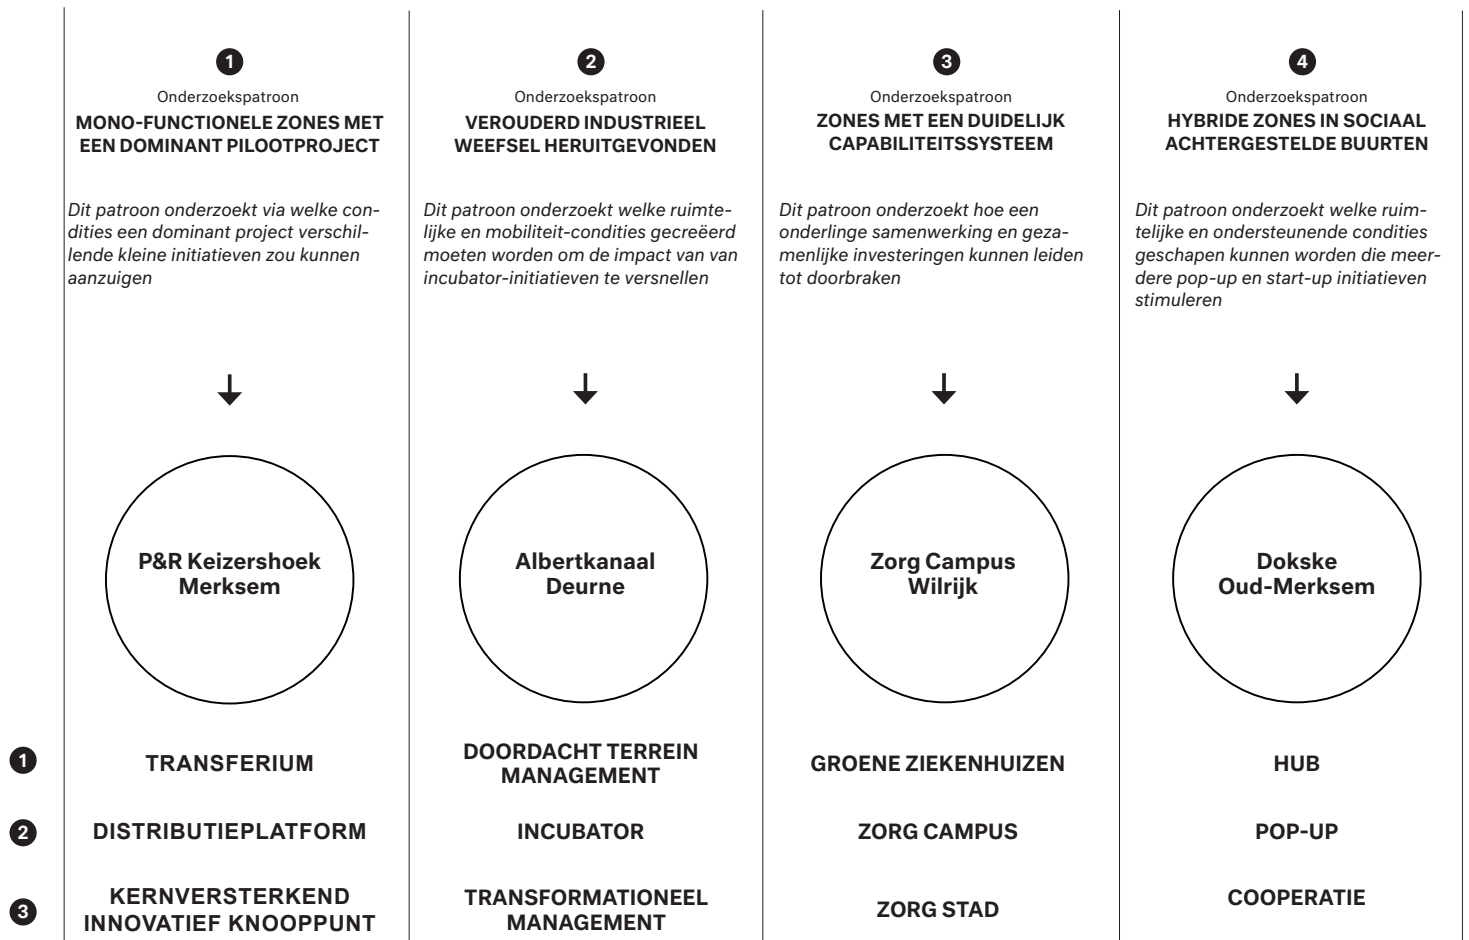 1
Onderzoekspatroon
MONO-FUNCTIONELE ZONES MET
EEN DOMINANT PILOOTPROJECT
Dit patroon onderzoekt via welke con-
dities een dominant project verschil-
lende kleine initiatieven zou kunnen
aanzuigen
P&R Keizershoek
Merksem
2
Onderzoekspatroon
VEROUDERD INDUSTRIEEL
WEEFSEL HERUITGEVONDEN
Dit patroon onderzoekt welke ruimte-
lijke en mobiliteit-condities gecreëerd
moeten worden om de impact van van
incubator-initiatieven te versnellen
Albertkanaal
Deurne
3
Onderzoekspatroon
ZONES MET EEN DUIDELIJK
CAPABILITEITSSYSTEEM
Dit patroon onderzoekt hoe een
onderlinge samenwerking en geza-
menlijke investeringen kunnen leiden
tot doorbraken
Zorg Campus
Wilrijk
4
Onderzoekspatroon
HYBRIDE ZONES IN SOCIAAL
ACHTERGESTELDE BUURTEN
Dit patroon onderzoekt welke ruim-
telijke en ondersteunende condities
geschapen kunnen worden die meer-
dere pop-up en start-up initiatieven
stimuleren
Dokske
Oud-Merksem
1
TRANSFERIUM
DOORDACHT TERREIN
MANAGEMENT
GROENE ZIEKENHUIZEN
HUB
2
DISTRIBUTIEPLATFORM
INCUBATOR
ZORG CAMPUS
POP-UP
3
KERNVERSTERKEND
INNOVATIEF KNOOPPUNT
TRANSFORMATIONEEL
MANAGEMENT
ZORG STAD
COOPERATIE